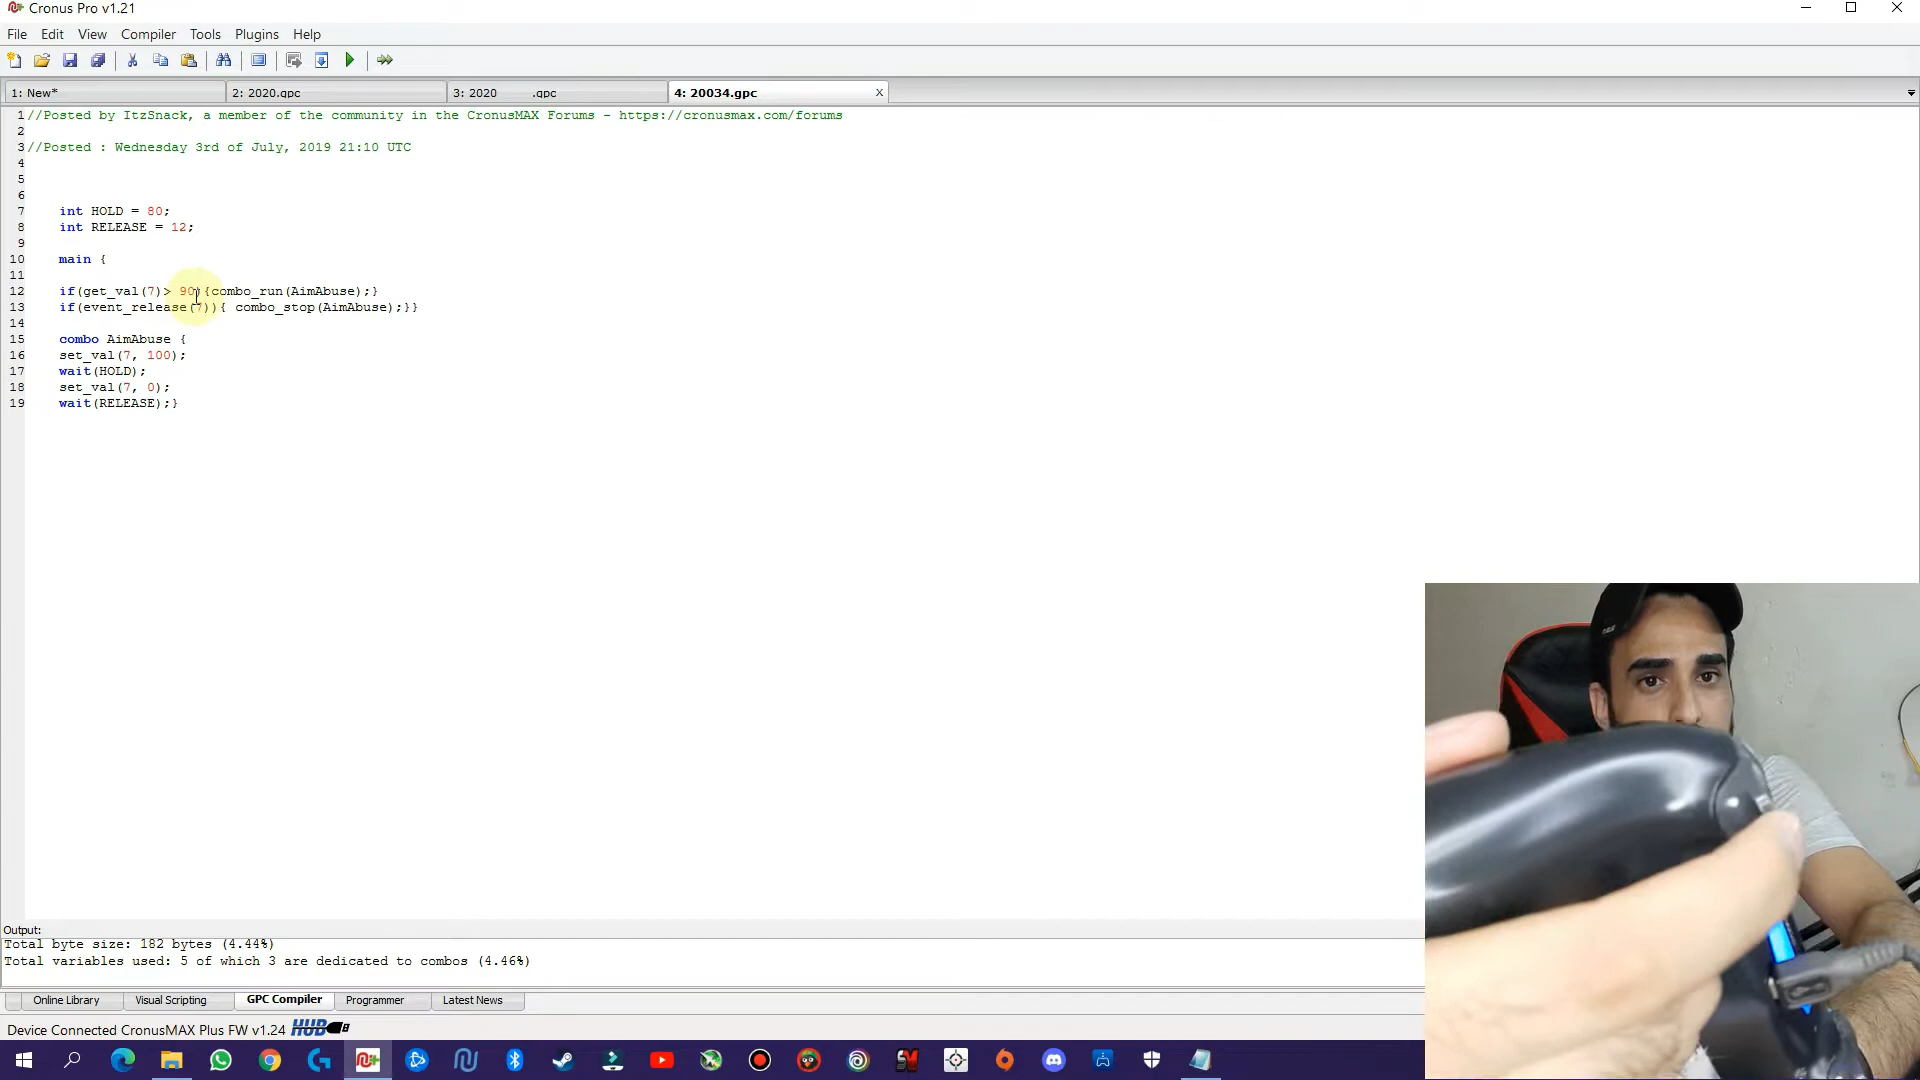 Cronus Pro v1.21
File Edit View Compiler Tools Plugins Help
1: New* 2: 2020.gpc 3: 2020 .gpc 4: 20034.gpc
1 //Posted by ItzSnack, a member of the community in the CronusMAX Forums - https://cronusmax.com/forums
2
3 //Posted : Wednesday 3rd of July, 2019 21:10 UTC
4
5
6
7 int HOLD = 80;
8 int RELEASE = 12;
9
10 main {
11
12 if(get_val(7)> 90){combo_run(AimAbuse);}
13 if(event_release(7)){ combo_stop(AimAbuse);}}
14
15 combo AimAbuse {
16 set_val(7, 100);
17 wait(HOLD);
18 set_val(7, 0);
19 wait(RELEASE);}
Output:
Total byte size: 182 bytes (4.44%)
Total variables used: 5 of which 3 are dedicated to combos (4.46%)
Online Library Visual Scripting GPC Compiler Programmer Latest News
Device Connected CronusMAX Plus FW v1.24 HUB